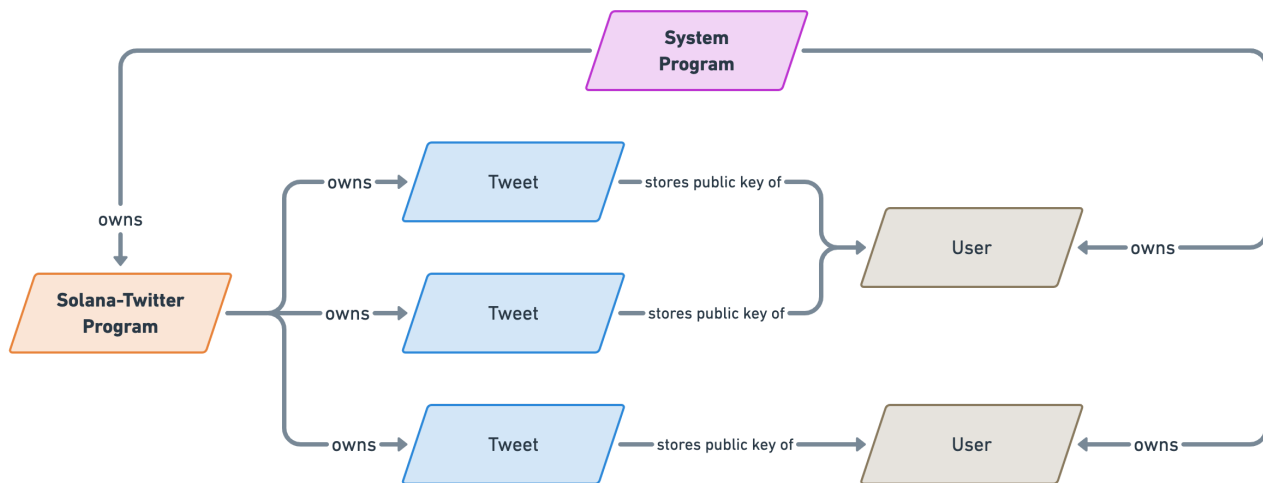 System
Program
owns
Tweet
stores public key of
owns
User
owns
Solana-Twitter
Program
owns
Tweet
stores public key of
owns
Tweet
stores public key of
User
owns